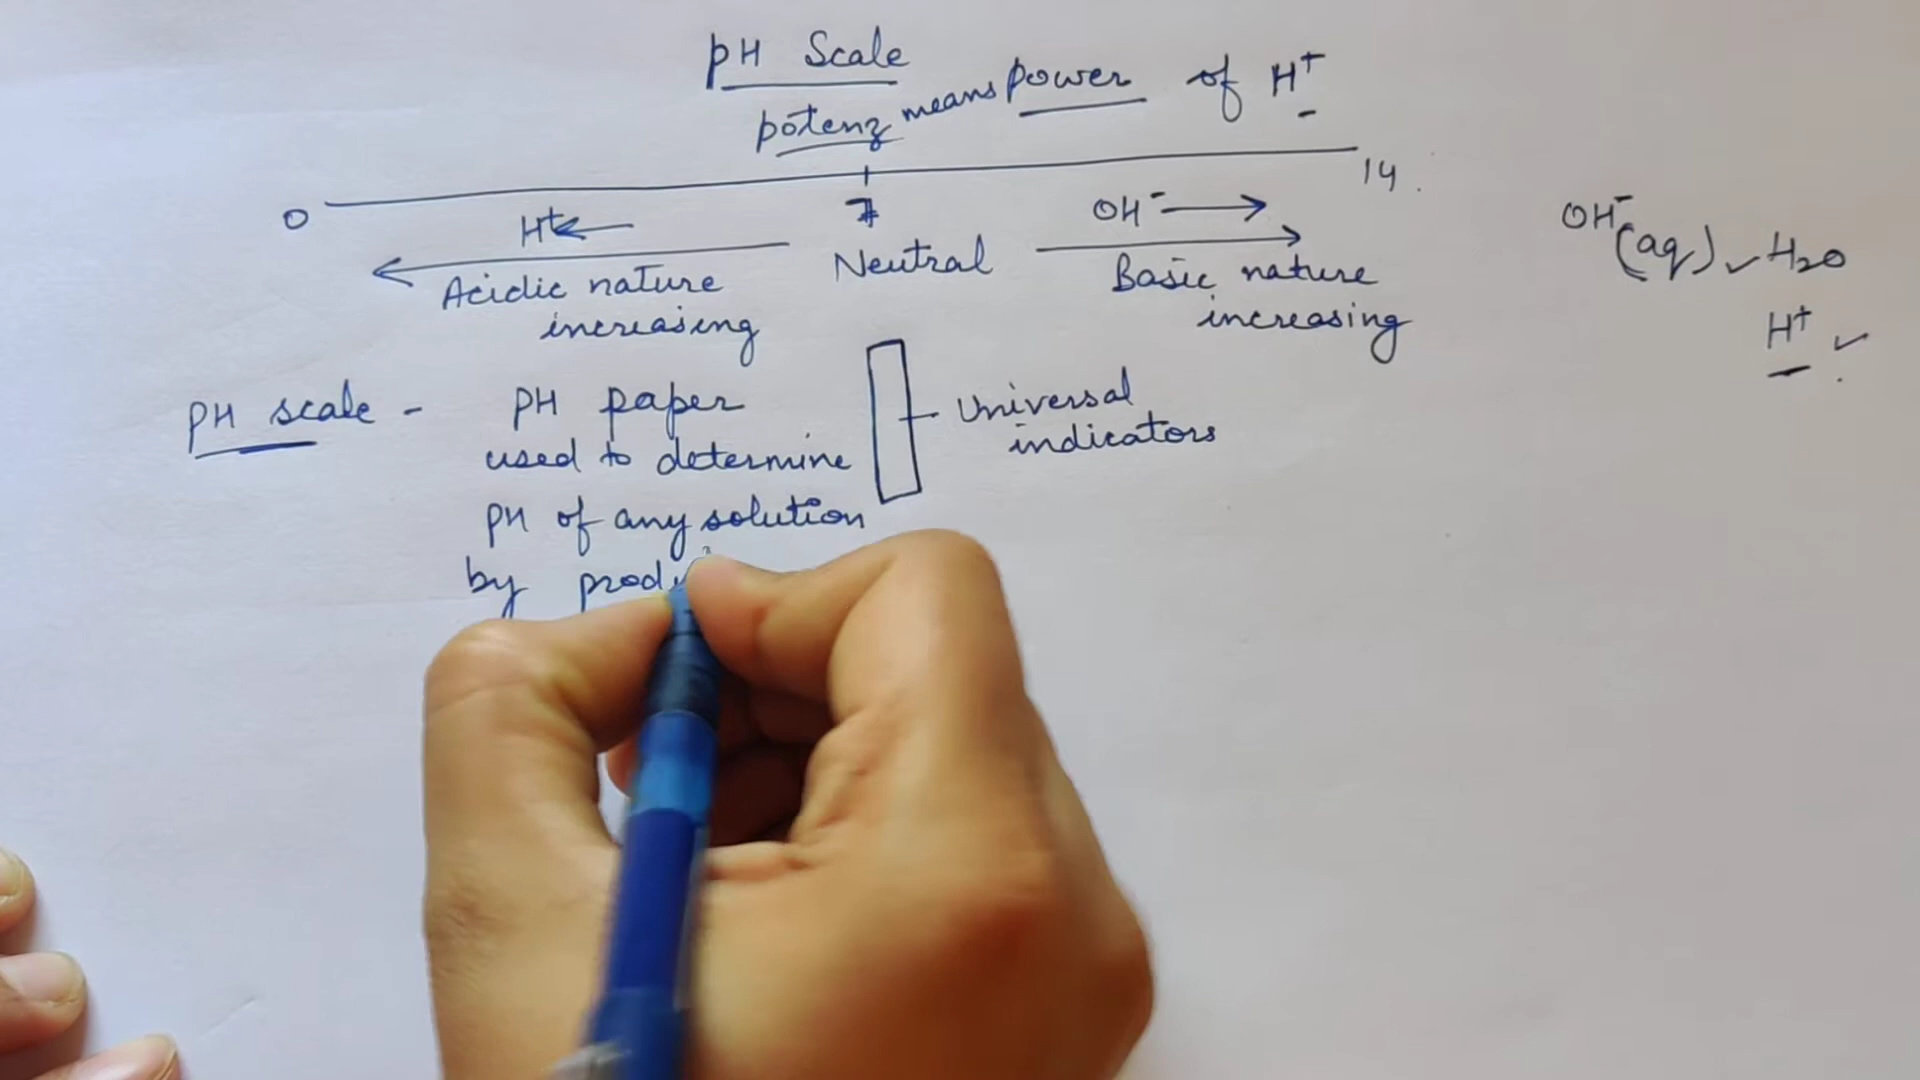 pH Scale
potenz means power of H⁺
0 7 14
H⁺ ← OH⁻ →
Acidic nature increasing
Neutral
Basic nature increasing
OH⁻(aq) ✓ H₂O
H⁺ ✓
PH scale - PH paper
used to determine
PH of any solution
by
Universal
indicators